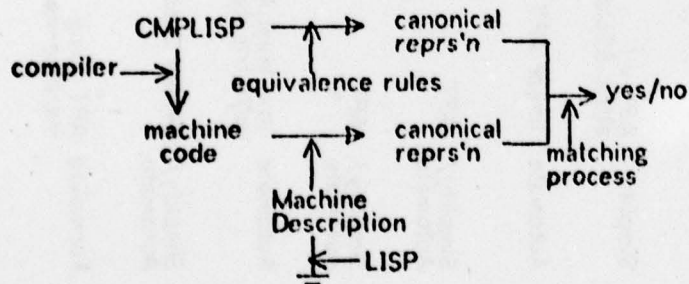 CMPLISP
canonical
reprs'n
compiler
equivalence rules
yes/no
machine
code
canonical
reprs'n
matching
process
Machine
Description
LISP